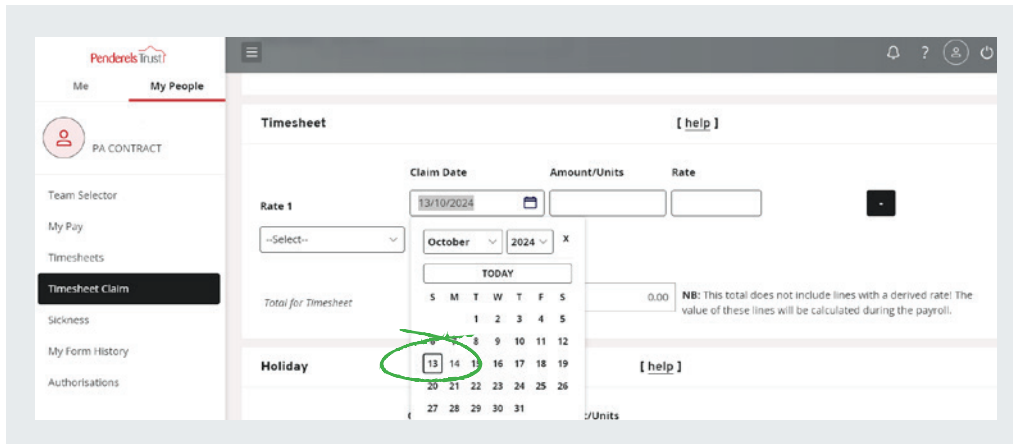 Penderels Trust
?
Me My People
PA CONTRACT
Team Selector
My Pay
Timesheets
Timesheet Claim
Sickness
My Form History
Authorisations
Timesheet [ help ]
Claim Date Amount/Units Rate
Rate 1 13/10/2024 -
--Select--
October 2024 x
TODAY
S M T W T F S
1 2 3 4 5
6 7 8 9 10 11 12
13 14 15 16 17 18 19
20 21 22 23 24 25 26
27 28 29 30 31
Total for Timesheet 0.00 NB: This total does not include lines with a derived rate! The
value of these lines will be calculated during the payroll.
Holiday [ help ]
/Units